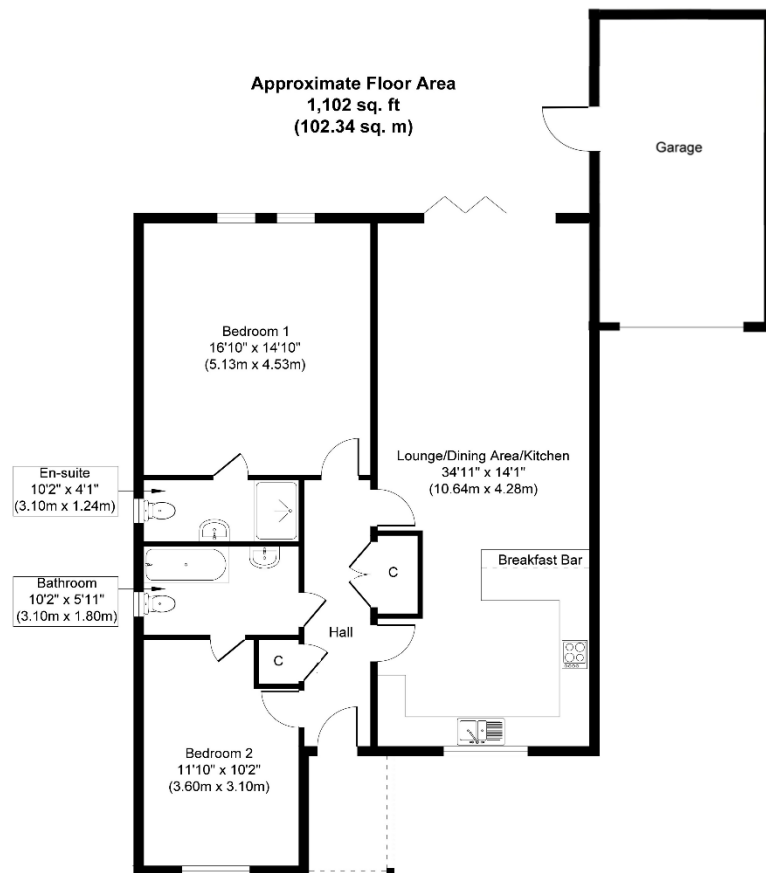 Approximate Floor Area
1,102 sq. ft
(102.34 sq. m)
Garage
Bedroom 1
16'10" x 14'10"
(5.13m x 4.53m)
Lounge/Dining Area/Kitchen
34'11" x 14'1"
(10.64m x 4.28m)
En-suite
10'2" x 4'1"
(3.10m x 1.24m)
Breakfast Bar
C
Bathroom
10'2" x 5'11"
(3.10m x 1.80m)
Hall
C
Bedroom 2
11'10" x 10'2"
(3.60m x 3.10m)